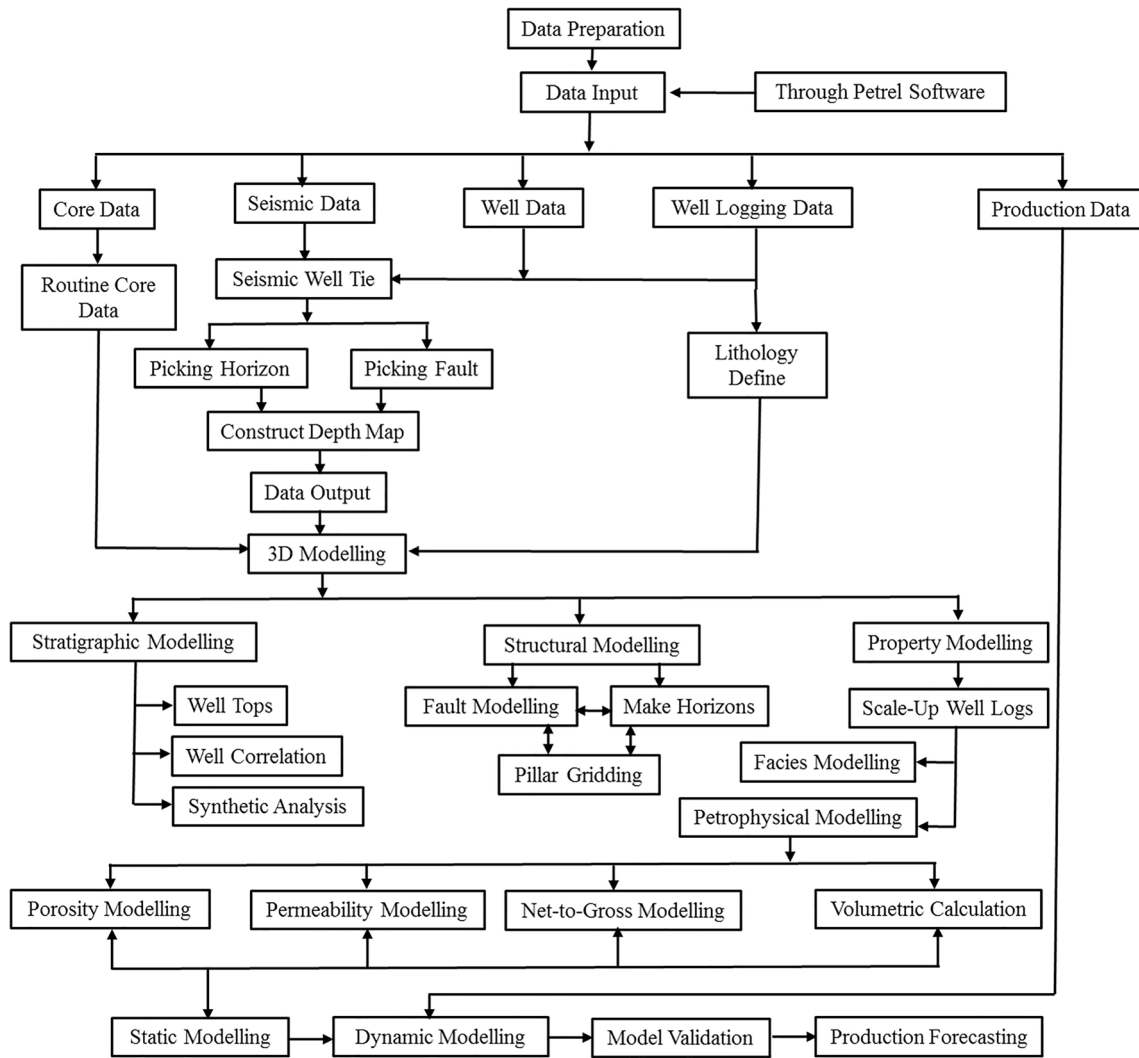 Data Preparation
Data Input
Through Petrel Software
Core Data
Seismic Data
Well Data
Well Logging Data
Production Data
Routine Core
Data
Seismic Well Tie
Picking Horizon
Picking Fault
Lithology
Define
Construct Depth Map
Data Output
3D Modelling
Stratigraphic Modelling
Structural Modelling
Property Modelling
Well Tops
Fault Modelling
Make Horizons
Scale-Up Well Logs
Well Correlation
Pillar Gridding
Facies Modelling
Synthetic Analysis
Petrophysical Modelling
Porosity Modelling
Permeability Modelling
Net-to-Gross Modelling
Volumetric Calculation
Static Modelling
Dynamic Modelling
Model Validation
Production Forecasting